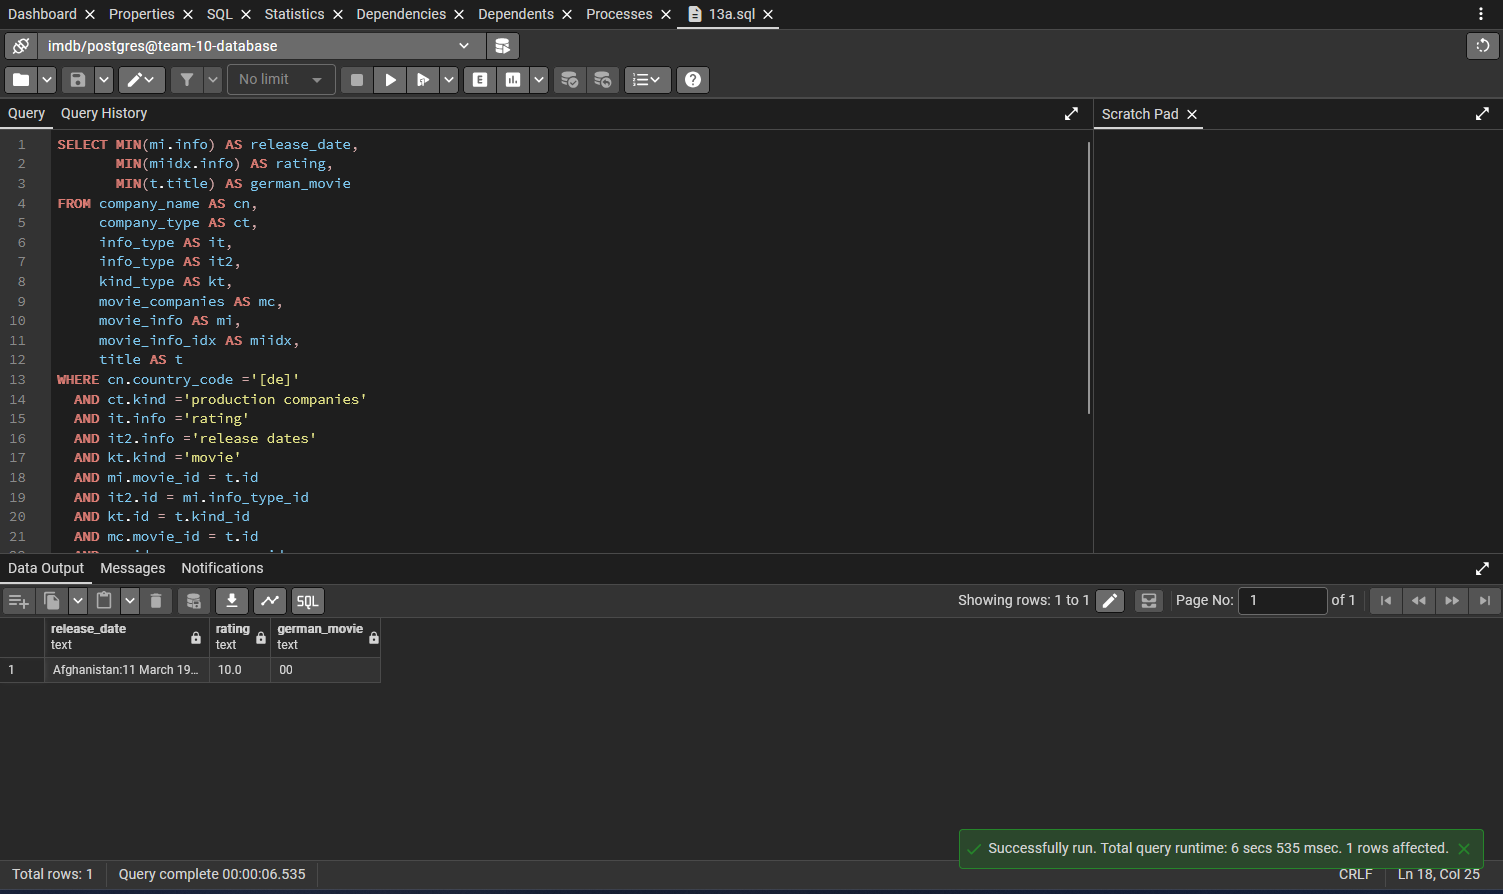 Dashboard Properties SQL Statistics Dependencies Dependents Processes 13a.sql
imdb/postgres@team-10-database
No limit E
Query Query History Scratch Pad
1 SELECT MIN(mi.info) AS release_date,
2 MIN(miidx.info) AS rating,
3 MIN(t.title) AS german_movie
4 FROM company_name AS cn,
5 company_type AS ct,
6 info_type AS it,
7 info_type AS it2,
8 kind_type AS kt,
9 movie_companies AS mc,
10 movie_info AS mi,
11 movie_info_idx AS miidx,
12 title AS t
13 WHERE cn.country_code ='[de]'
14 AND ct.kind ='production companies'
15 AND it.info ='rating'
16 AND it2.info ='release dates'
17 AND kt.kind ='movie'
18 AND mi.movie_id = t.id
19 AND it2.id = mi.info_type_id
20 AND kt.id = t.kind_id
21 AND mc.movie_id = t.id
Data Output Messages Notifications
SQL Showing rows: 1 to 1 Page No: 1 of 1
release_date rating german_movie
text text text
1 Afghanistan:11 March 19... 10.0 00
Successfully run. Total query runtime: 6 secs 535 msec. 1 rows affected.
Total rows: 1 Query complete 00:00:06.535 CRLF Ln 18, Col 25